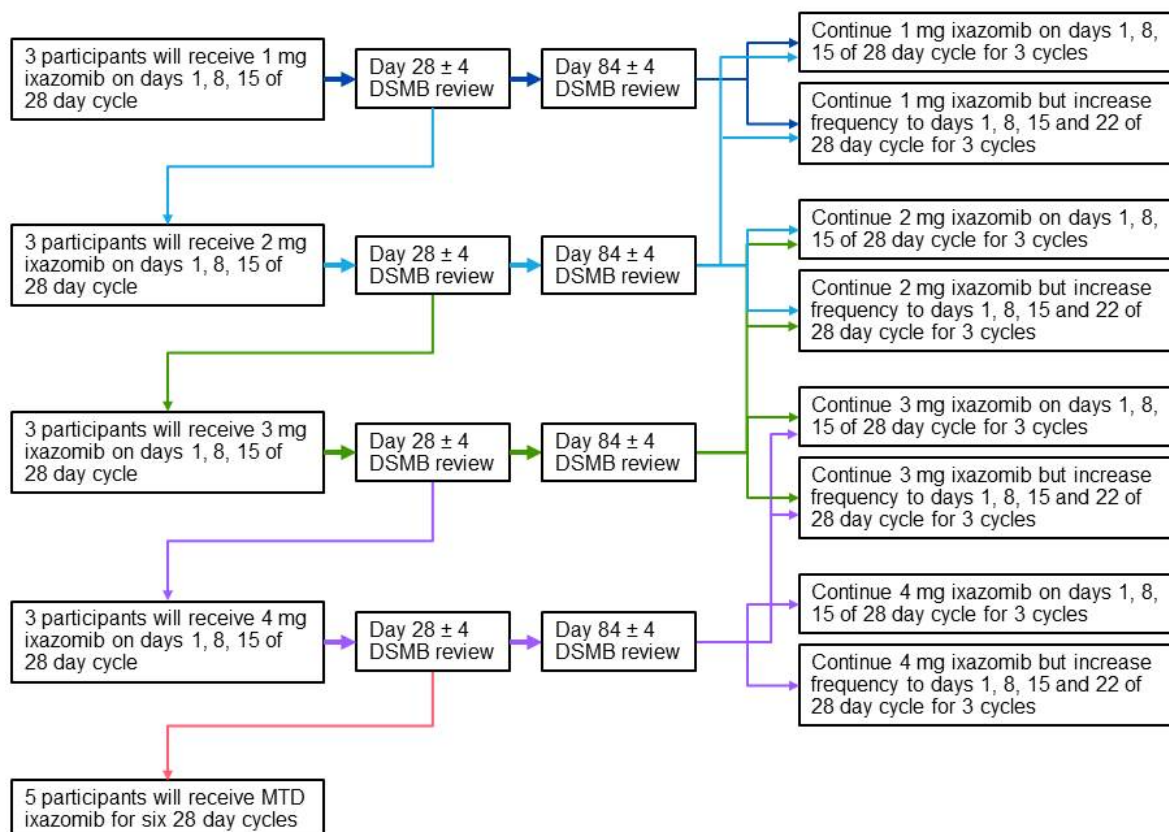 3 participants will receive 1 mg
ixazomib on days 1, 8, 15 of
28 day cycle
Day 28 ± 4
DSMB review
Day 84 ± 4
DSMB review
Continue 1 mg ixazomib on days 1, 8,
15 of 28 day cycle for 3 cycles
Continue 1 mg ixazomib but increase
frequency to days 1, 8, 15 and 22 of
28 day cycle for 3 cycles
3 participants will receive 2 mg
ixazomib on days 1, 8, 15 of
28 day cycle
Day 28 ± 4
DSMB review
Day 84 ± 4
DSMB review
Continue 2 mg ixazomib on days 1, 8,
15 of 28 day cycle for 3 cycles
Continue 2 mg ixazomib but increase
frequency to days 1, 8, 15 and 22 of
28 day cycle for 3 cycles
3 participants will receive 3 mg
ixazomib on days 1, 8, 15 of
28 day cycle
Day 28 ± 4
DSMB review
Day 84 ± 4
DSMB review
Continue 3 mg ixazomib on days 1, 8,
15 of 28 day cycle for 3 cycles
Continue 3 mg ixazomib but increase
frequency to days 1, 8, 15 and 22 of
28 day cycle for 3 cycles
3 participants will receive 4 mg
ixazomib on days 1, 8, 15 of
28 day cycle
Day 28 ± 4
DSMB review
Day 84 ± 4
DSMB review
Continue 4 mg ixazomib on days 1, 8,
15 of 28 day cycle for 3 cycles
Continue 4 mg ixazomib but increase
frequency to days 1, 8, 15 and 22 of
28 day cycle for 3 cycles
5 participants will receive MTD
ixazomib for six 28 day cycles